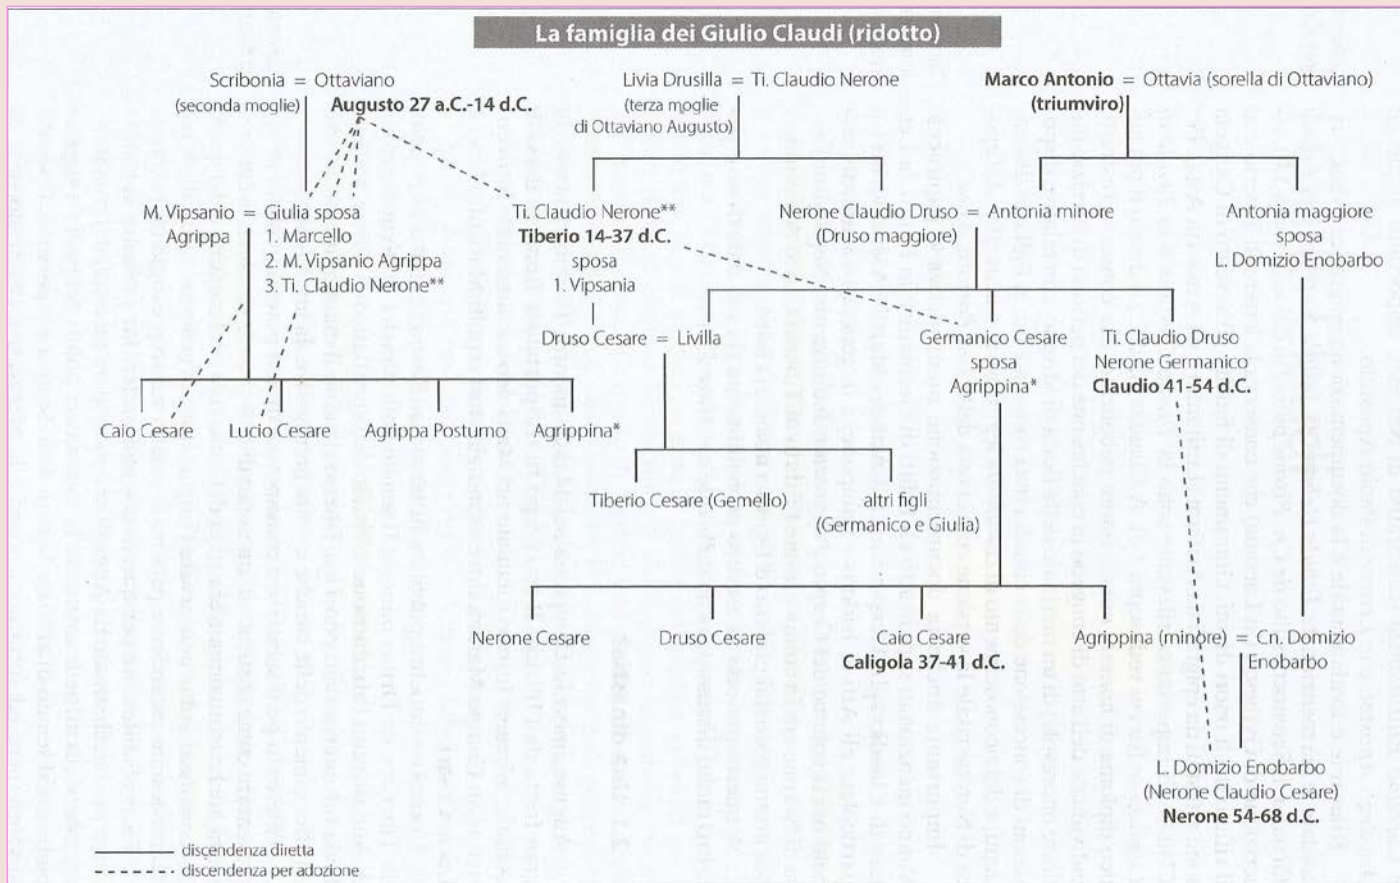 La famiglia dei Giulio Claudi (ridotto)
Scribonia = Ottaviano
(seconda moglie) Augusto 27 a.C.-14 d.C.
Livia Drusilla = Ti. Claudio Nerone
(terza moglie
di Ottaviano Augusto)
Marco Antonio = Ottavia (sorella di Ottaviano)
(triumviro)
M. Vipsanio = Giulia sposa
Agrippa
1. Marcello
2. M. Vipsanio Agrippa
3. Ti. Claudio Nerone**
Ti. Claudio Nerone**
Tiberio 14-37 d.C.
sposa
1. Vipsania
Nerone Claudio Druso = Antonia minore
(Druso maggiore)
Antonia maggiore
sposa
L. Domizio Enobarbo
Druso Cesare = Livilla
Germanico Cesare
sposa
Agrippina*
Ti. Claudio Druso
Nerone Germanico
Claudio 41-54 d.C.
Caio Cesare
Lucio Cesare
Agrippa Postumo
Agrippina*
Tiberio Cesare (Gemello)
altri figli
(Germanico e Giulia)
Nerone Cesare
Druso Cesare
Caio Cesare
Caligola 37-41 d.C.
Agrippina (minore) = Cn. Domizio
Enobarbo
L. Domizio Enobarbo
(Nerone Claudio Cesare)
Nerone 54-68 d.C.
discendenza diretta
discendenza per adozione